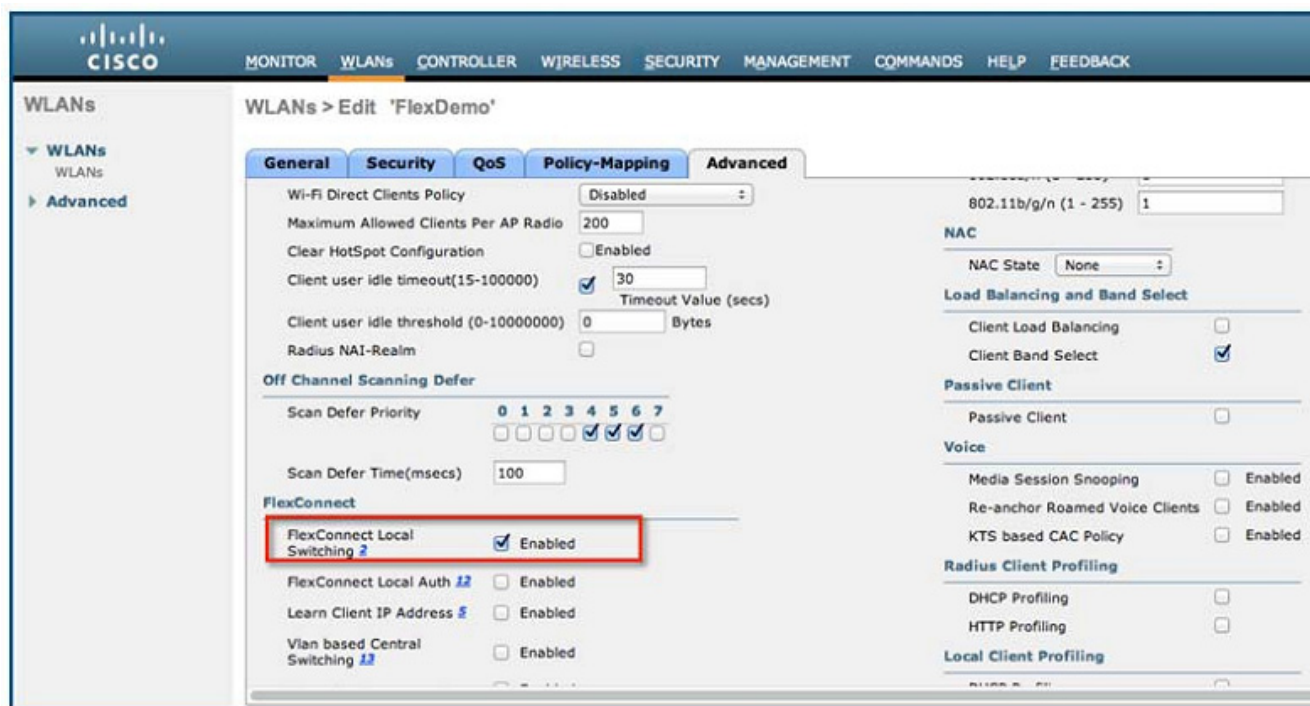 CISCO
MONITOR WLANs CONTROLLER WIRELESS SECURITY MANAGEMENT COMMANDS HELP FEEDBACK
WLANs
WLANs
WLANs
Advanced
WLANs > Edit 'FlexDemo'
General Security QoS Policy-Mapping Advanced
Wi-Fi Direct Clients Policy Disabled
Maximum Allowed Clients Per AP Radio 200
Clear HotSpot Configuration Enabled
Client user idle timeout(15-100000) 30
Timeout Value (secs)
Client user idle threshold (0-10000000) 0 Bytes
Radius NAI-Realm
Off Channel Scanning Defer
Scan Defer Priority 0 1 2 3 4 5 6 7
Scan Defer Time(msecs) 100
FlexConnect
FlexConnect Local
Switching 2 Enabled
FlexConnect Local Auth 12 Enabled
Learn Client IP Address 5 Enabled
Vlan based Central
Switching 13 Enabled
802.11b/g/n (1 - 255) 1
NAC
NAC State None
Load Balancing and Band Select
Client Load Balancing
Client Band Select
Passive Client
Passive Client
Voice
Media Session Snooping Enabled
Re-anchor Roamed Voice Clients Enabled
KTS based CAC Policy Enabled
Radius Client Profiling
DHCP Profiling
HTTP Profiling
Local Client Profiling